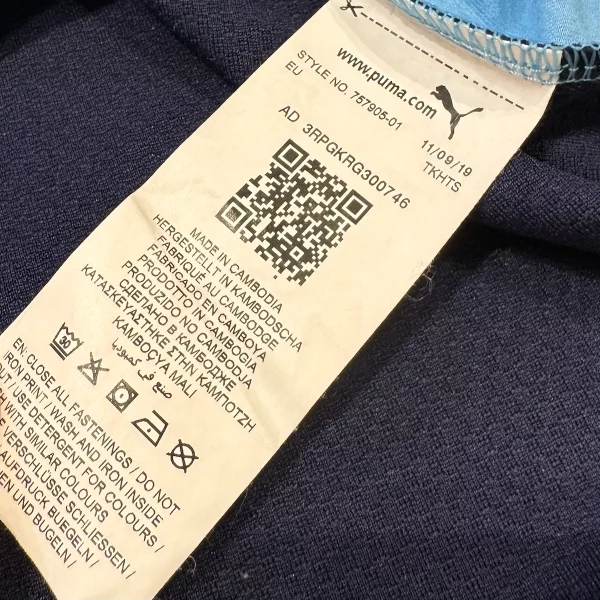 www.puma.com
STYLE NO. 757905-01
EU
11/09/19
TKHTS
AD 3RPGKRG300746
MADE IN CAMBODIA
HERGESTELLT IN KAMBODSCHA
FABRIQUÉ AU CAMBODGE
FABRICADO EN CAMBOYA
PRODOTTO IN CAMBOGIA
PRODUZIDO NO CAMBODJA
СДЕЛАНО В КАМБОДЖЕ
ΚΑΤΑΣΚΕΥΑΣΤΗΚΕ ΣΤΗΝ ΚΑΜΠΟΤΖΗ
KAMBOÇYA MALI
صنع في كمبوديا
30
EN: CLOSE ALL FASTENINGS / DO NOT
IRON PRINT / WASH AND IRON INSIDE
OUT / USE DETERGENT FOR COLOURS /
WITH SIMILAR COLOURS
VERSCHLÜSSE SCHLIESSEN /
AUFDRUCK BUEGELN /
UND BUGELN /